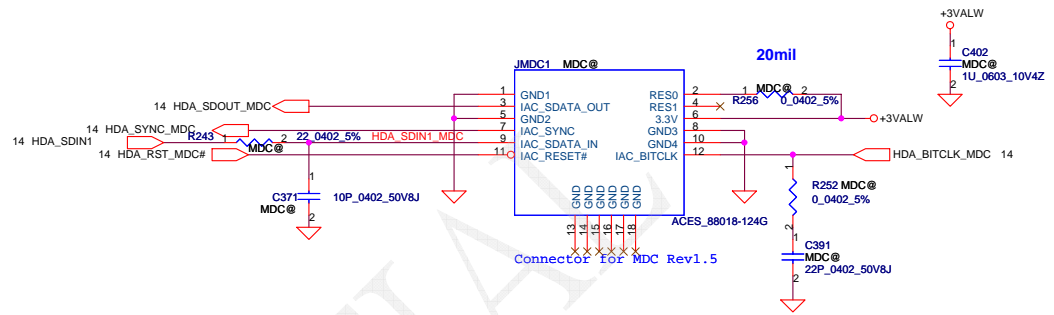 +3VALW
1
C402
MDC@
1U_0603_10V4Z
2
20mil
JMDC1 MDC@
1 GND1 RES0 2
3 IAC_SDATA_OUT RES1 4
5 GND2 3.3V 6
7 IAC_SYNC GND3 8
9 IAC_SDATA_IN GND4 10
11 IAC_RESET# IAC_BITCLK 12
MDC@
1 2
R256 0_0402_5%
+3VALW
14 HDA_SDOUT_MDC
14 HDA_SYNC_MDC
R243 22_0402_5% HDA_SDIN1_MDC
14 HDA_SDIN1 1 2
MDC@
14 HDA_RST_MDC#
HDA_BITCLK_MDC 14
1
C371 10P_0402_50V8J
MDC@
2
1
R252 MDC@
0_0402_5%
2
1
C391
MDC@
22P_0402_50V8J
2
GND GND GND GND GND GND
13 14 15 16 17 18
ACES_88018-124G
Connector for MDC Rev1.5